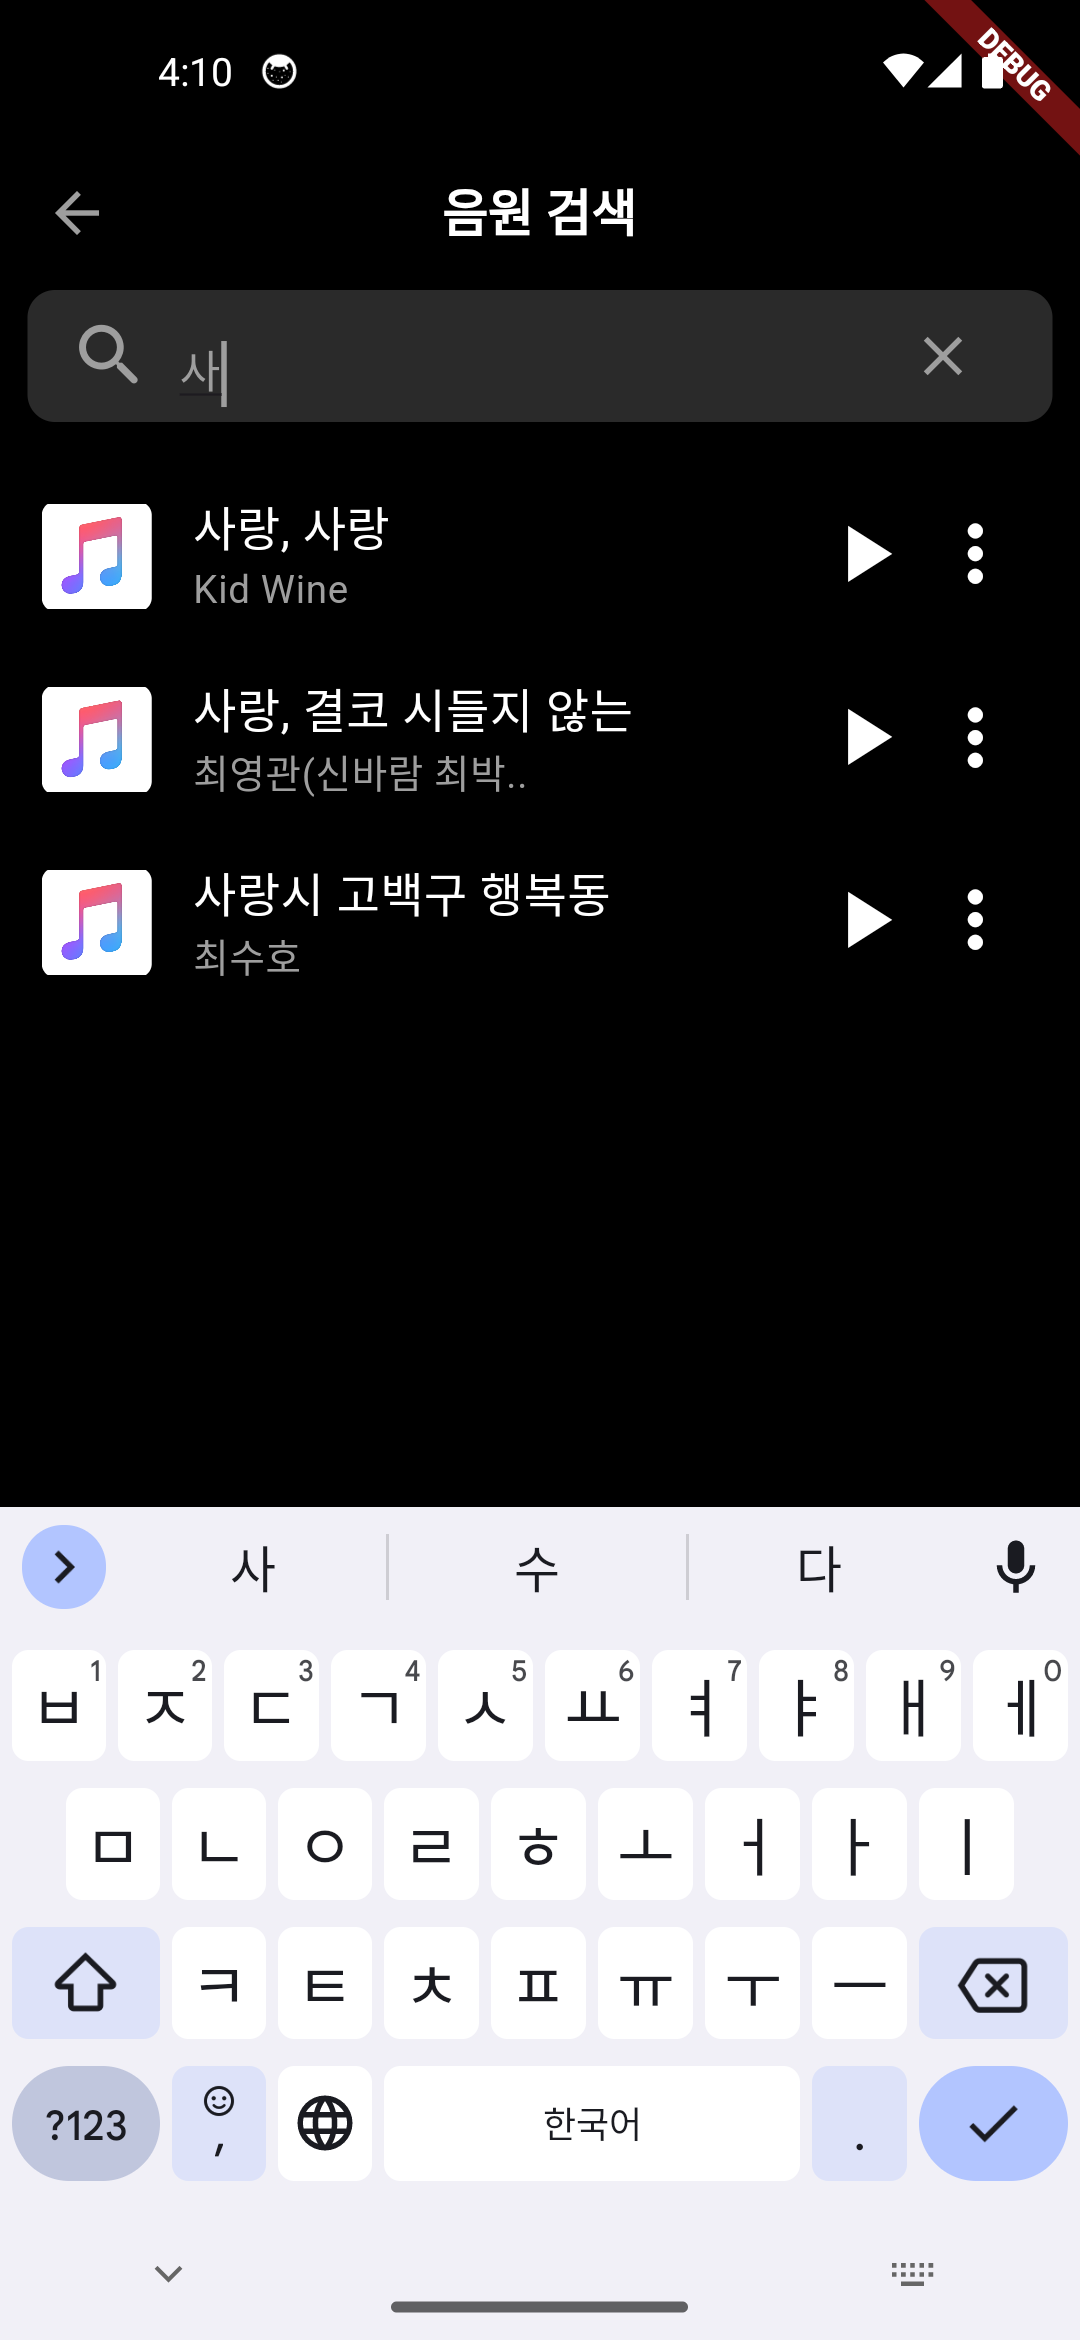 4:10
DEBUG
음원 검색
사
사랑, 사랑
Kid Wine
사랑, 결코 시들지 않는
최영관(신바람 최박..
사랑시 고백구 행복동
최수호
사 수 다
1 2 3 4 5 6 7 8 9 0
ㅂ ㅈ ㄷ ㄱ ㅅ ㅛ ㅕ ㅑ ㅐ ㅔ
ㅁ ㄴ ㅇ ㄹ ㅎ ㅗ ㅓ ㅏ ㅣ
ㅋ ㅌ ㅊ ㅍ ㅠ ㅜ ㅡ
?123 , 한국어 .